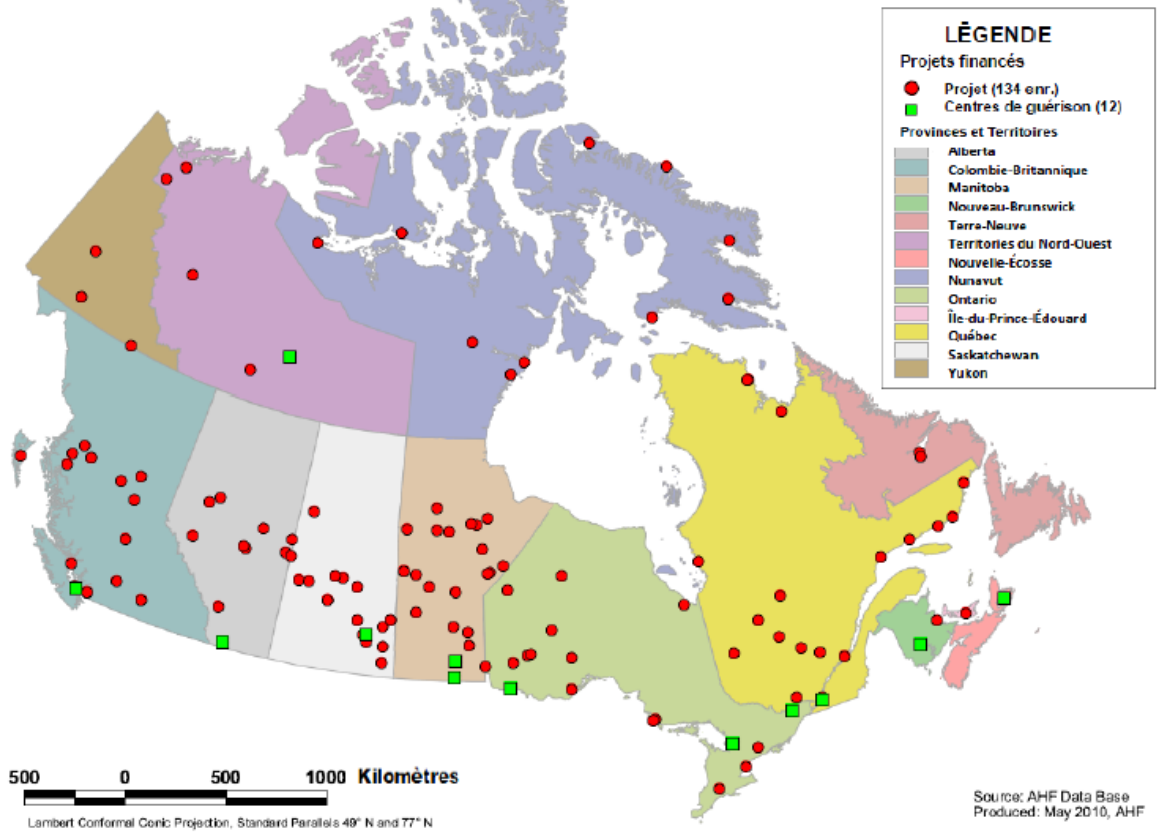 LĒGENDE
Projets financés
Projet (134 enr.)
Centres de guérison (12)
Provinces et Territoires
Alberta
Colombie-Britannique
Manitoba
Nouveau-Brunswick
Terre-Neuve
Territories du Nord-Ouest
Nouvelle-Écosse
Nunavut
Ontario
Île-du-Prince-Édouard
Québec
Saskatchewan
Yukon
500 0 500 1000 Kilomètres
Lambert Conformal Conic Projection, Standard Parallels 49° N and 77° N
Source: AHF Data Base
Produced: May 2010, AHF